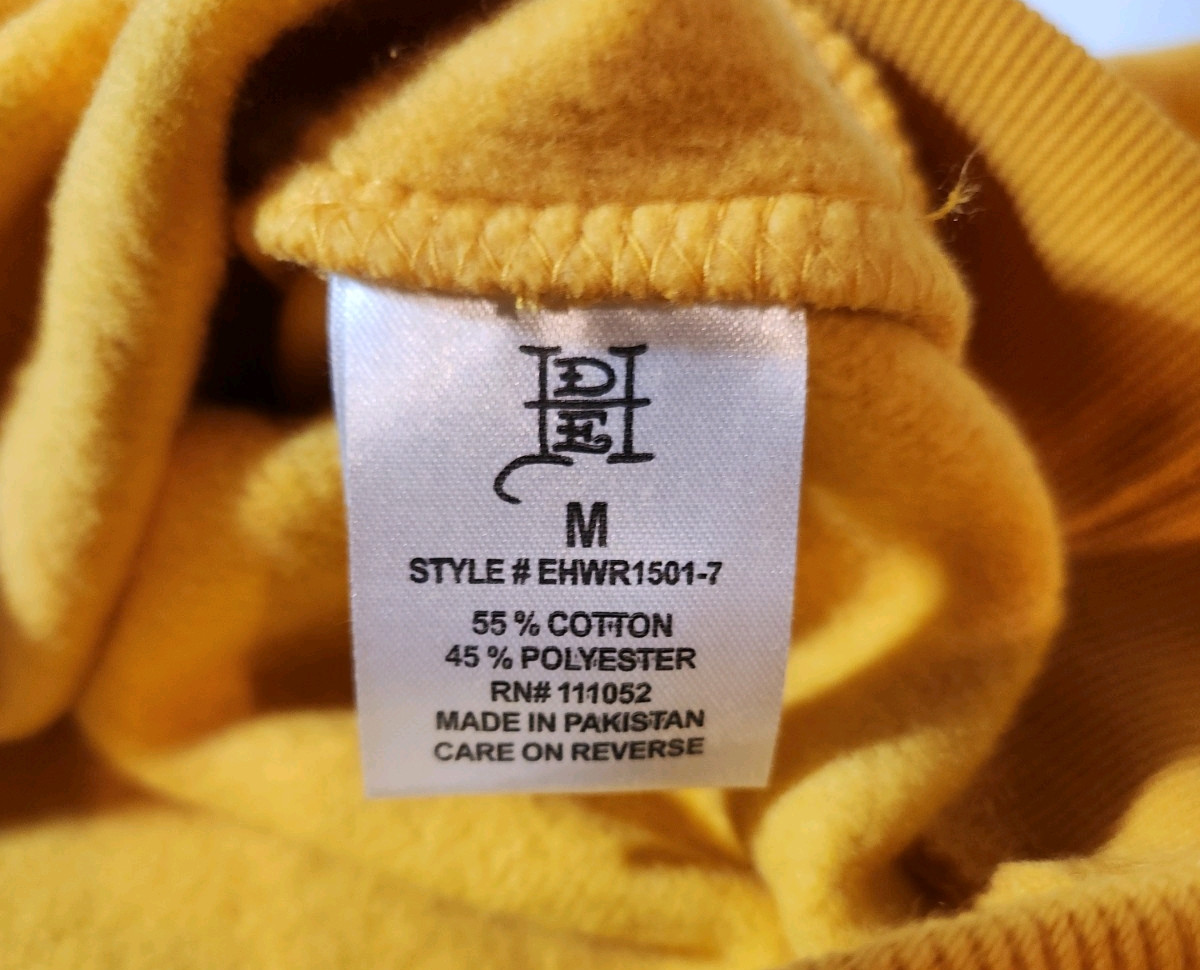 M
STYLE # EHWR1501-7
55 % COTTON
45 % POLYESTER
RN# 111052
MADE IN PAKISTAN
CARE ON REVERSE